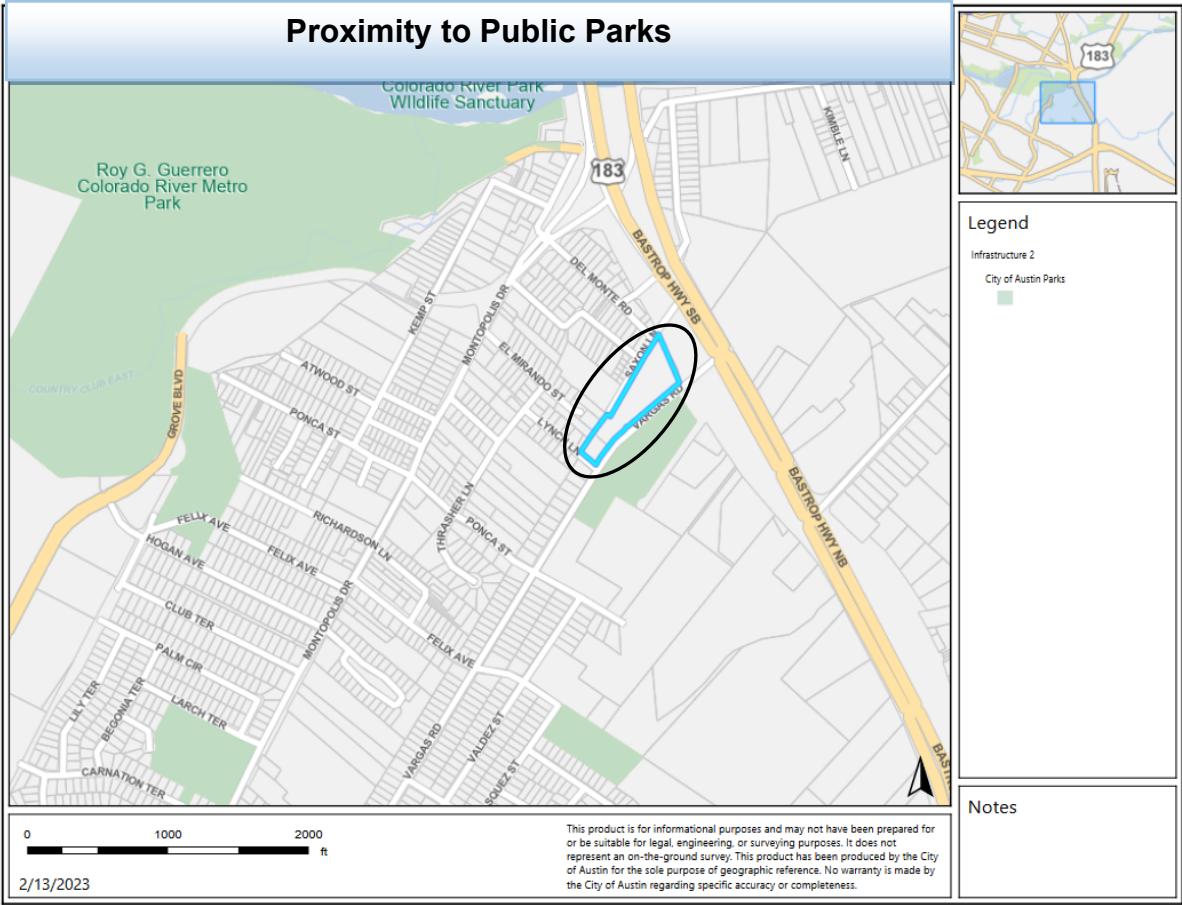 Proximity to Public Parks
Colorado River Park
WIldlife Sanctuary
Roy G. Guerrero
Colorado River Metro
Park
183
183
KIMBLE LN
BASTROP HWY SB
DEL MONTE RD
KEMP ST
MONTOPOLIS DR
SAXON LN
EL MIRANDO ST
ATWOOD ST
COUNTRY CLUB EAST
GROVE BLVD
PONCA ST
LYNCH LN
VARGAS RD
BASTROP HWY NB
THRASHER LN
PONCA ST
RICHARDSON LN
FELIX AVE
HOGAN AVE
FELIX AVE
CLUB TER
MONTOPOLIS DR
FELIX AVE
PALM CIR
LILY TER
BEGONIA TER
LARCH TER
VARGAS RD
VALDEZ ST
SQUEZ ST
CARNATION TER
BAST
Legend
Infrastructure 2
City of Austin Parks
Notes
0 1000 2000
ft
2/13/2023
This product is for informational purposes and may not have been prepared for
or be suitable for legal, engineering, or surveying purposes. It does not
represent an on-the-ground survey. This product has been produced by the City
of Austin for the sole purpose of geographic reference. No warranty is made by
the City of Austin regarding specific accuracy or completeness.